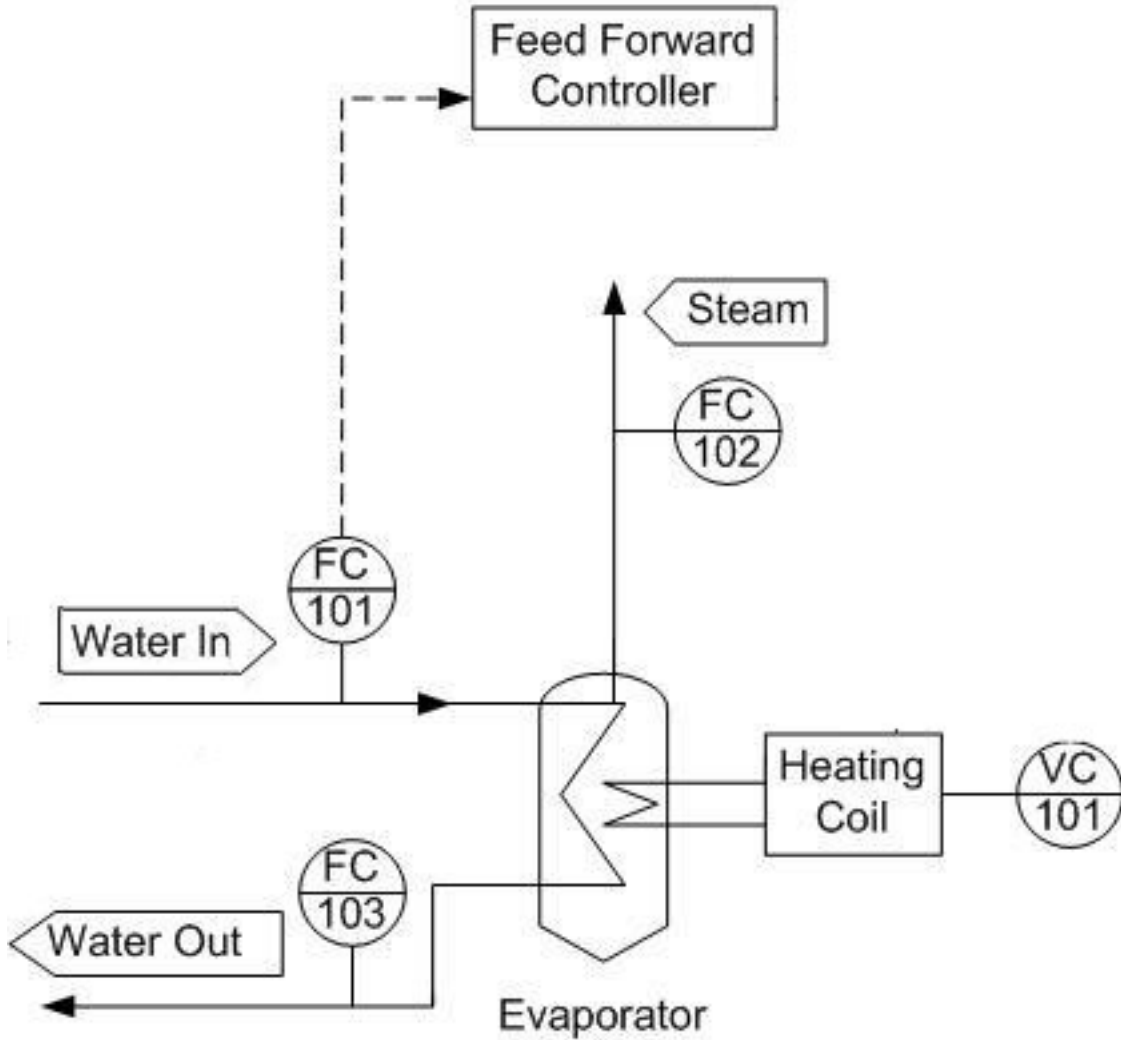 Feed Forward
Controller
Steam
FC
102
FC
101
Water In
Heating
Coil
VC
101
FC
103
Water Out
Evaporator